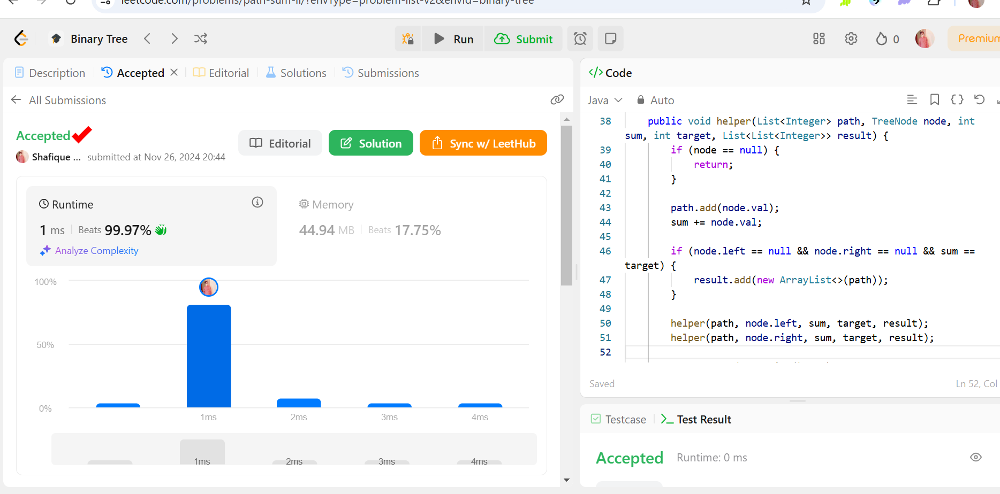 leetcode.com/problems/path-sum-ii/?envType=problem-list-v2&envId=binary-tree
Binary Tree
Run
Submit
0
Premium
Description
Accepted
Editorial
Solutions
Submissions
All Submissions
Accepted
Shafique ... submitted at Nov 26, 2024 20:44
Editorial
Solution
Sync w/ LeetHub
Runtime
1 ms
Beats 99.97%
Analyze Complexity
Memory
44.94 MB
Beats 17.75%
100%
50%
0%
1ms 2ms 3ms 4ms
1ms 2ms 3ms 4ms
Code
Java
Auto
38 public void helper(List<Integer> path, TreeNode node, int
sum, int target, List<List<Integer>> result) {
39 if (node == null) {
40 return;
41 }
42
43 path.add(node.val);
44 sum += node.val;
45
46 if (node.left == null && node.right == null && sum ==
target) {
47 result.add(new ArrayList<>(path));
48 }
49
50 helper(path, node.left, sum, target, result);
51 helper(path, node.right, sum, target, result);
52
Saved
Ln 52, Col
Testcase
Test Result
Accepted
Runtime: 0 ms